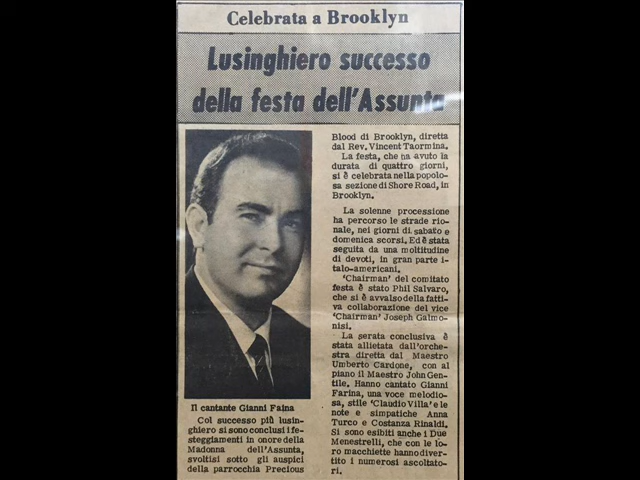 Celebrata a Brooklyn
Lusinghiero successo
della festa dell'Assunta
Il cantante Gianni Faina
Col successo più lusin-
ghiero si sono conclusi i fe-
steggiamenti in onore della
Madonna dell'Assunta,
svoltisi sotto gli auspici
della parrocchia Precious
Blood di Brooklyn, diretta
dal Rev. Vincent Taormina.
La festa, che ha avuto la
durata di quattro giorni,
si è celebrata nella popolo-
sa sezione di Shore Road, in
Brooklyn.
La solenne processione
ha percorso le strade rio-
nale, nei giorni di sabato e
domenica scorsi. Ed è stata
seguita da una moltitudine
di devoti, in gran parte i-
talo-americani.
'Chairman' del comitato
festa è stato Phil Salvaro,
che si è avvalso della fatti-
va collaborazione del vice
'Chairman' Joseph Galmo-
nisi.
La serata conclusiva è
stata allietata dall'orche-
stra diretta dal Maestro
Umberto Cardone, con al
piano il Maestro John Gen-
tile. Hanno cantato Gianni
Farina, una voce melodio-
sa, stile 'Claudio Villa' e le
note e simpatiche Anna
Turco e Costanza Rinaldi.
Si sono esibiti anche i Due
Menestrelli, che con le lo-
ro macchiette hanno diver-
tito i numerosi ascoltato-
ri.